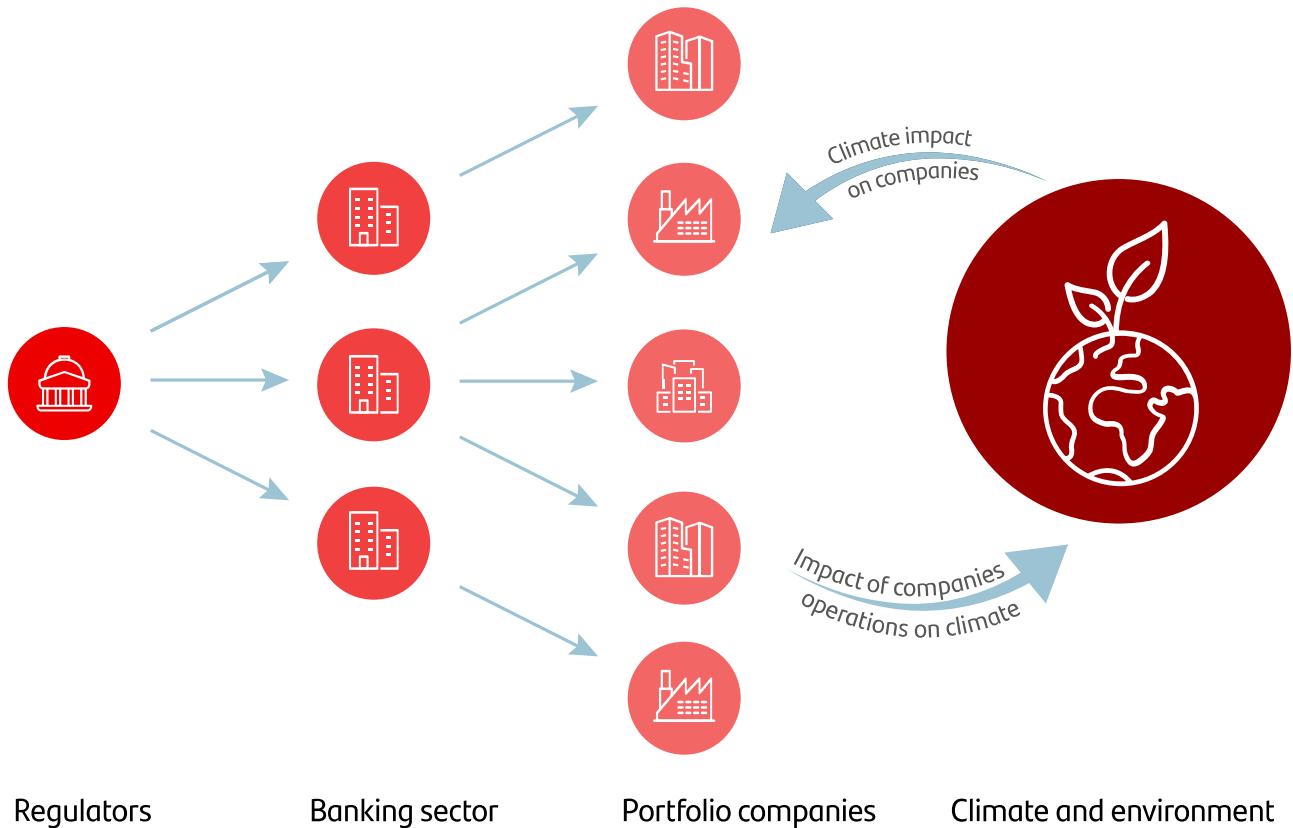 Climate impact
on companies
Impact of companies
operations on climate
Regulators
Banking sector
Portfolio companies
Climate and environment